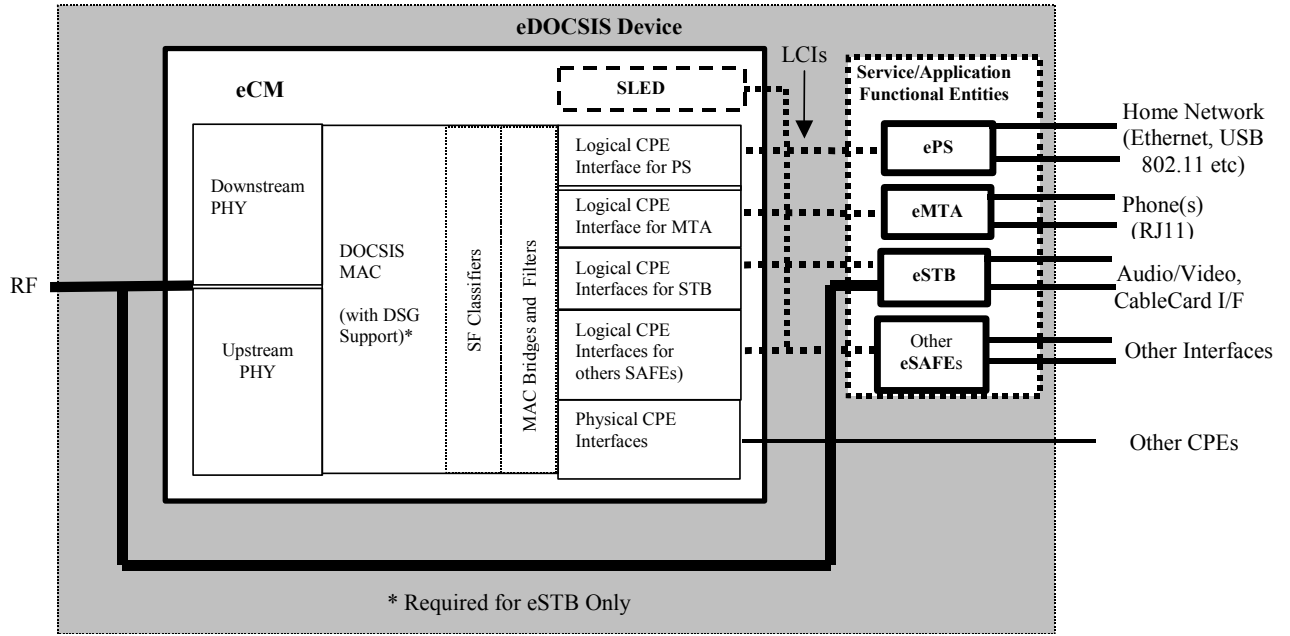 eDOCSIS Device
LCIs
eCM
SLED
Service/Application
Functional Entities
Logical CPE
Interface for PS
ePS
Home Network
(Ethernet, USB
802.11 etc)
Downstream
PHY
Logical CPE
Interface for MTA
eMTA
Phone(s)
(RJ11)
DOCSIS
MAC
(with DSG
Support)*
SF Classifiers
MAC Bridges and Filters
Logical CPE
Interfaces for STB
eSTB
Audio/Video,
CableCard I/F
RF
Upstream
PHY
Logical CPE
Interfaces for
others SAFEs)
Other
eSAFEs
Other Interfaces
Physical CPE
Interfaces
Other CPEs
* Required for eSTB Only